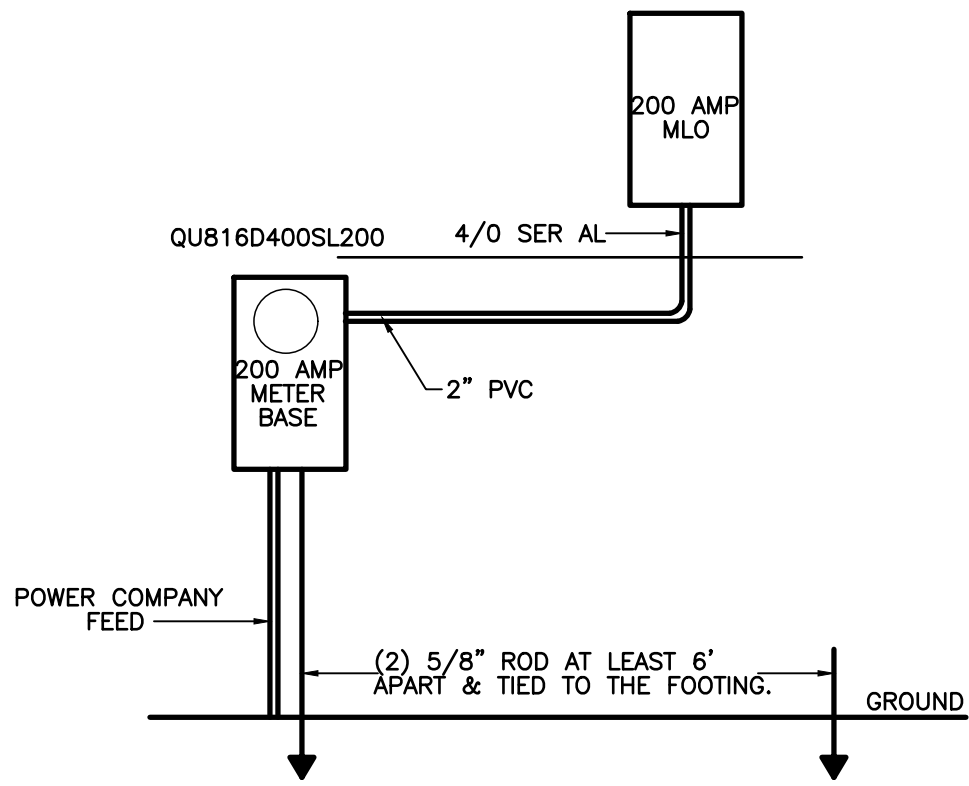 200 AMP
MLO
QU816D400SL200
4/0 SER AL
200 AMP
METER
BASE
2” PVC
POWER COMPANY
FEED
(2) 5/8” ROD AT LEAST 6'
APART & TIED TO THE FOOTING.
GROUND